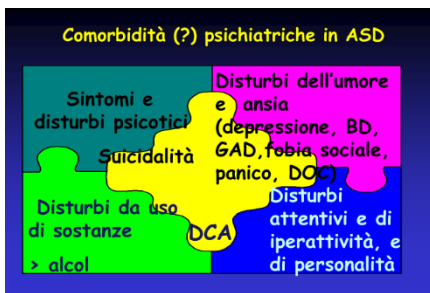 Comorbidità (?) psichiatriche in ASD
Sintomi e
disturbi psicotici
Disturbi dell'umore
e ansia
(depressione, BD,
GAD,fobia sociale,
panico, DOC)
Suicidalità
Disturbi da uso
di sostanze
> alcol
DCA
Disturbi
attentivi e di
iperattività, e
di personalità